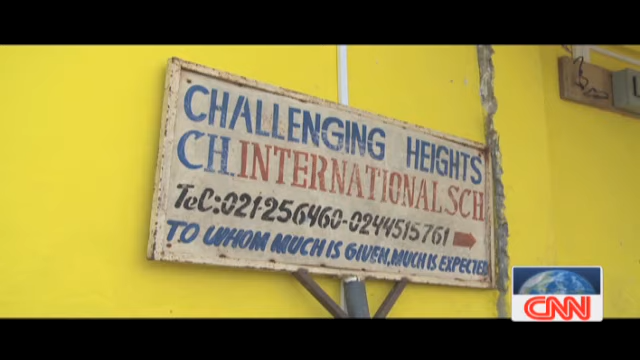 CHALLENGING HEIGHTS
CH. INTERNATIONAL SCH
Tel:021-256460-0244515761
TO WHOM MUCH IS GIVEN, MUCH IS EXPECTED
CNN